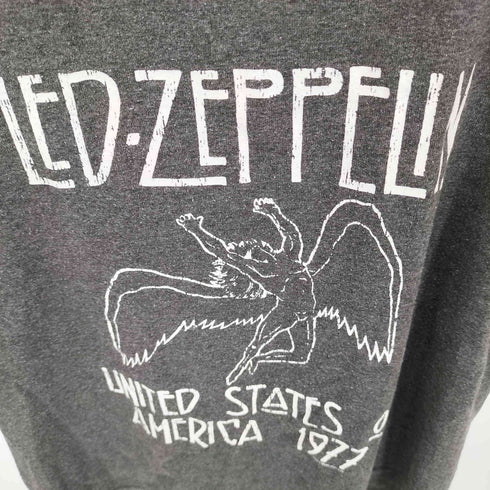 LED·ZEPPELIN
UNITED STATES O
AMERICA 1977